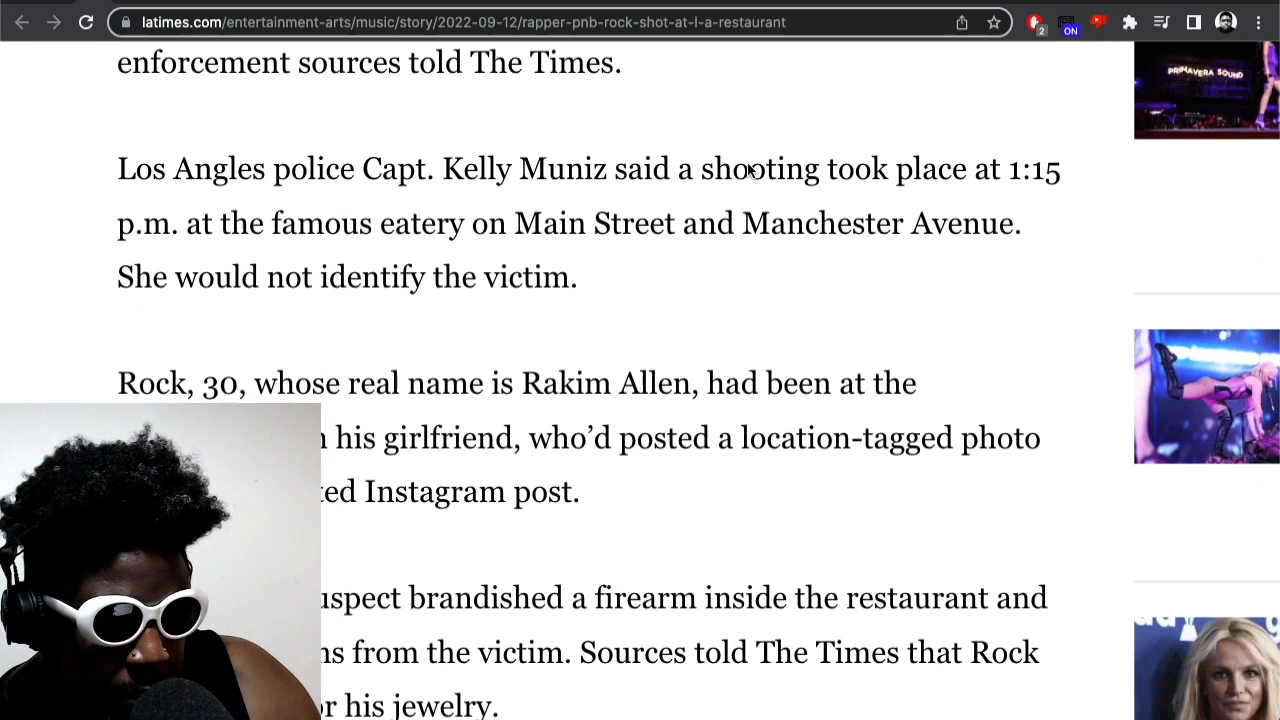 latimes.com/entertainment-arts/music/story/2022-09-12/rapper-pnb-rock-shot-at-l-a-restaurant
2
ON
enforcement sources told The Times.
PRIMAVERA SOUND
Los Angles police Capt. Kelly Muniz said a shooting took place at 1:15
p.m. at the famous eatery on Main Street and Manchester Avenue.
She would not identify the victim.
Rock, 30, whose real name is Rakim Allen, had been at the
his girlfriend, who’d posted a location-tagged photo
Instagram post.
brandished a firearm inside the restaurant and
from the victim. Sources told The Times that Rock
his jewelry.